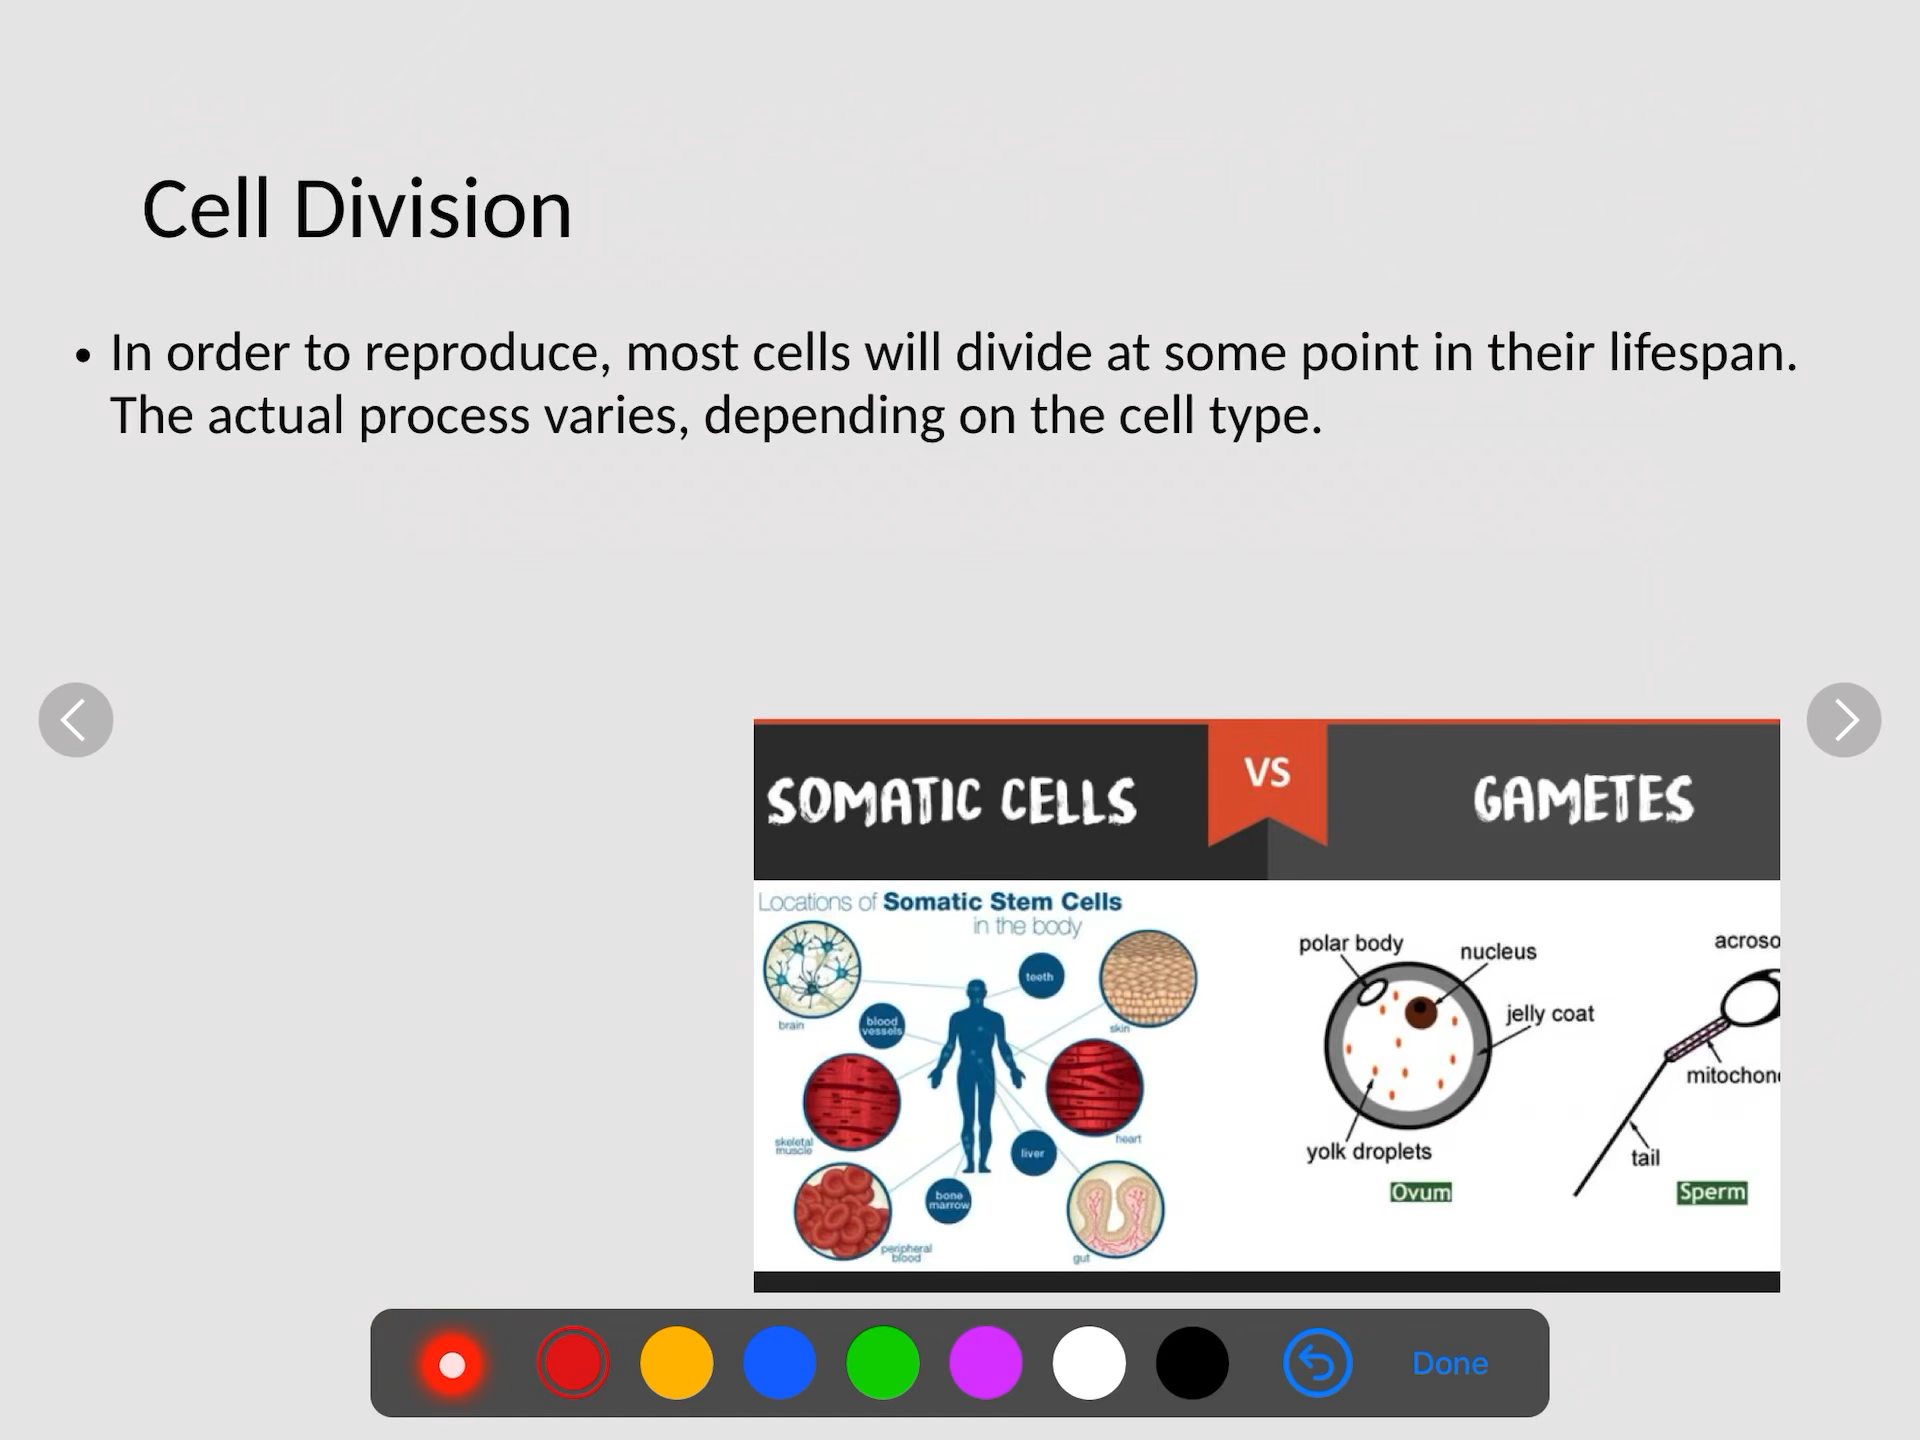 Cell Division
• In order to reproduce, most cells will divide at some point in their lifespan.
The actual process varies, depending on the cell type.
SOMATIC CELLS
VS
GAMETES
Locations of Somatic Stem Cells
in the body
brain
blood
vessels
teeth
skin
skeletal
muscle
heart
liver
bone
marrow
peripheral
blood
gut
polar body
nucleus
jelly coat
yolk droplets
Ovum
acroso
mitochon
tail
Sperm
Done